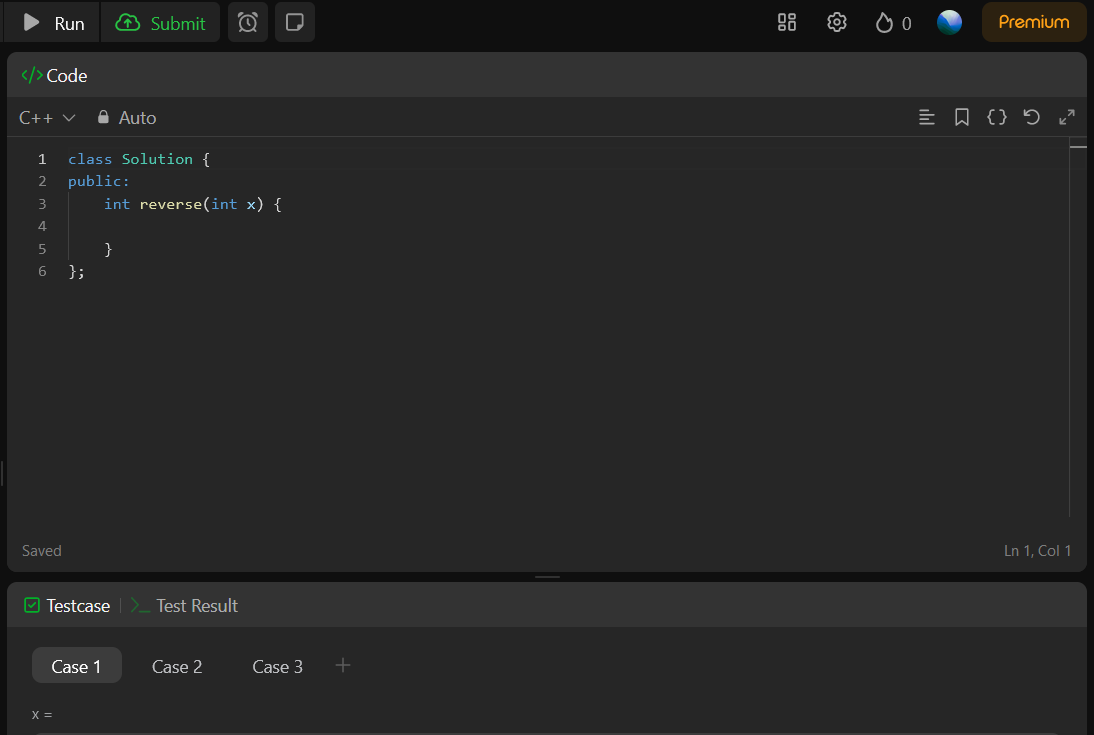 Run Submit 0 Premium
</> Code
C++ Auto {}
1 class Solution {
2 public:
3     int reverse(int x) {
4
5     }
6 };
Saved Ln 1, Col 1
Testcase | >_ Test Result
Case 1 Case 2 Case 3 +
x =